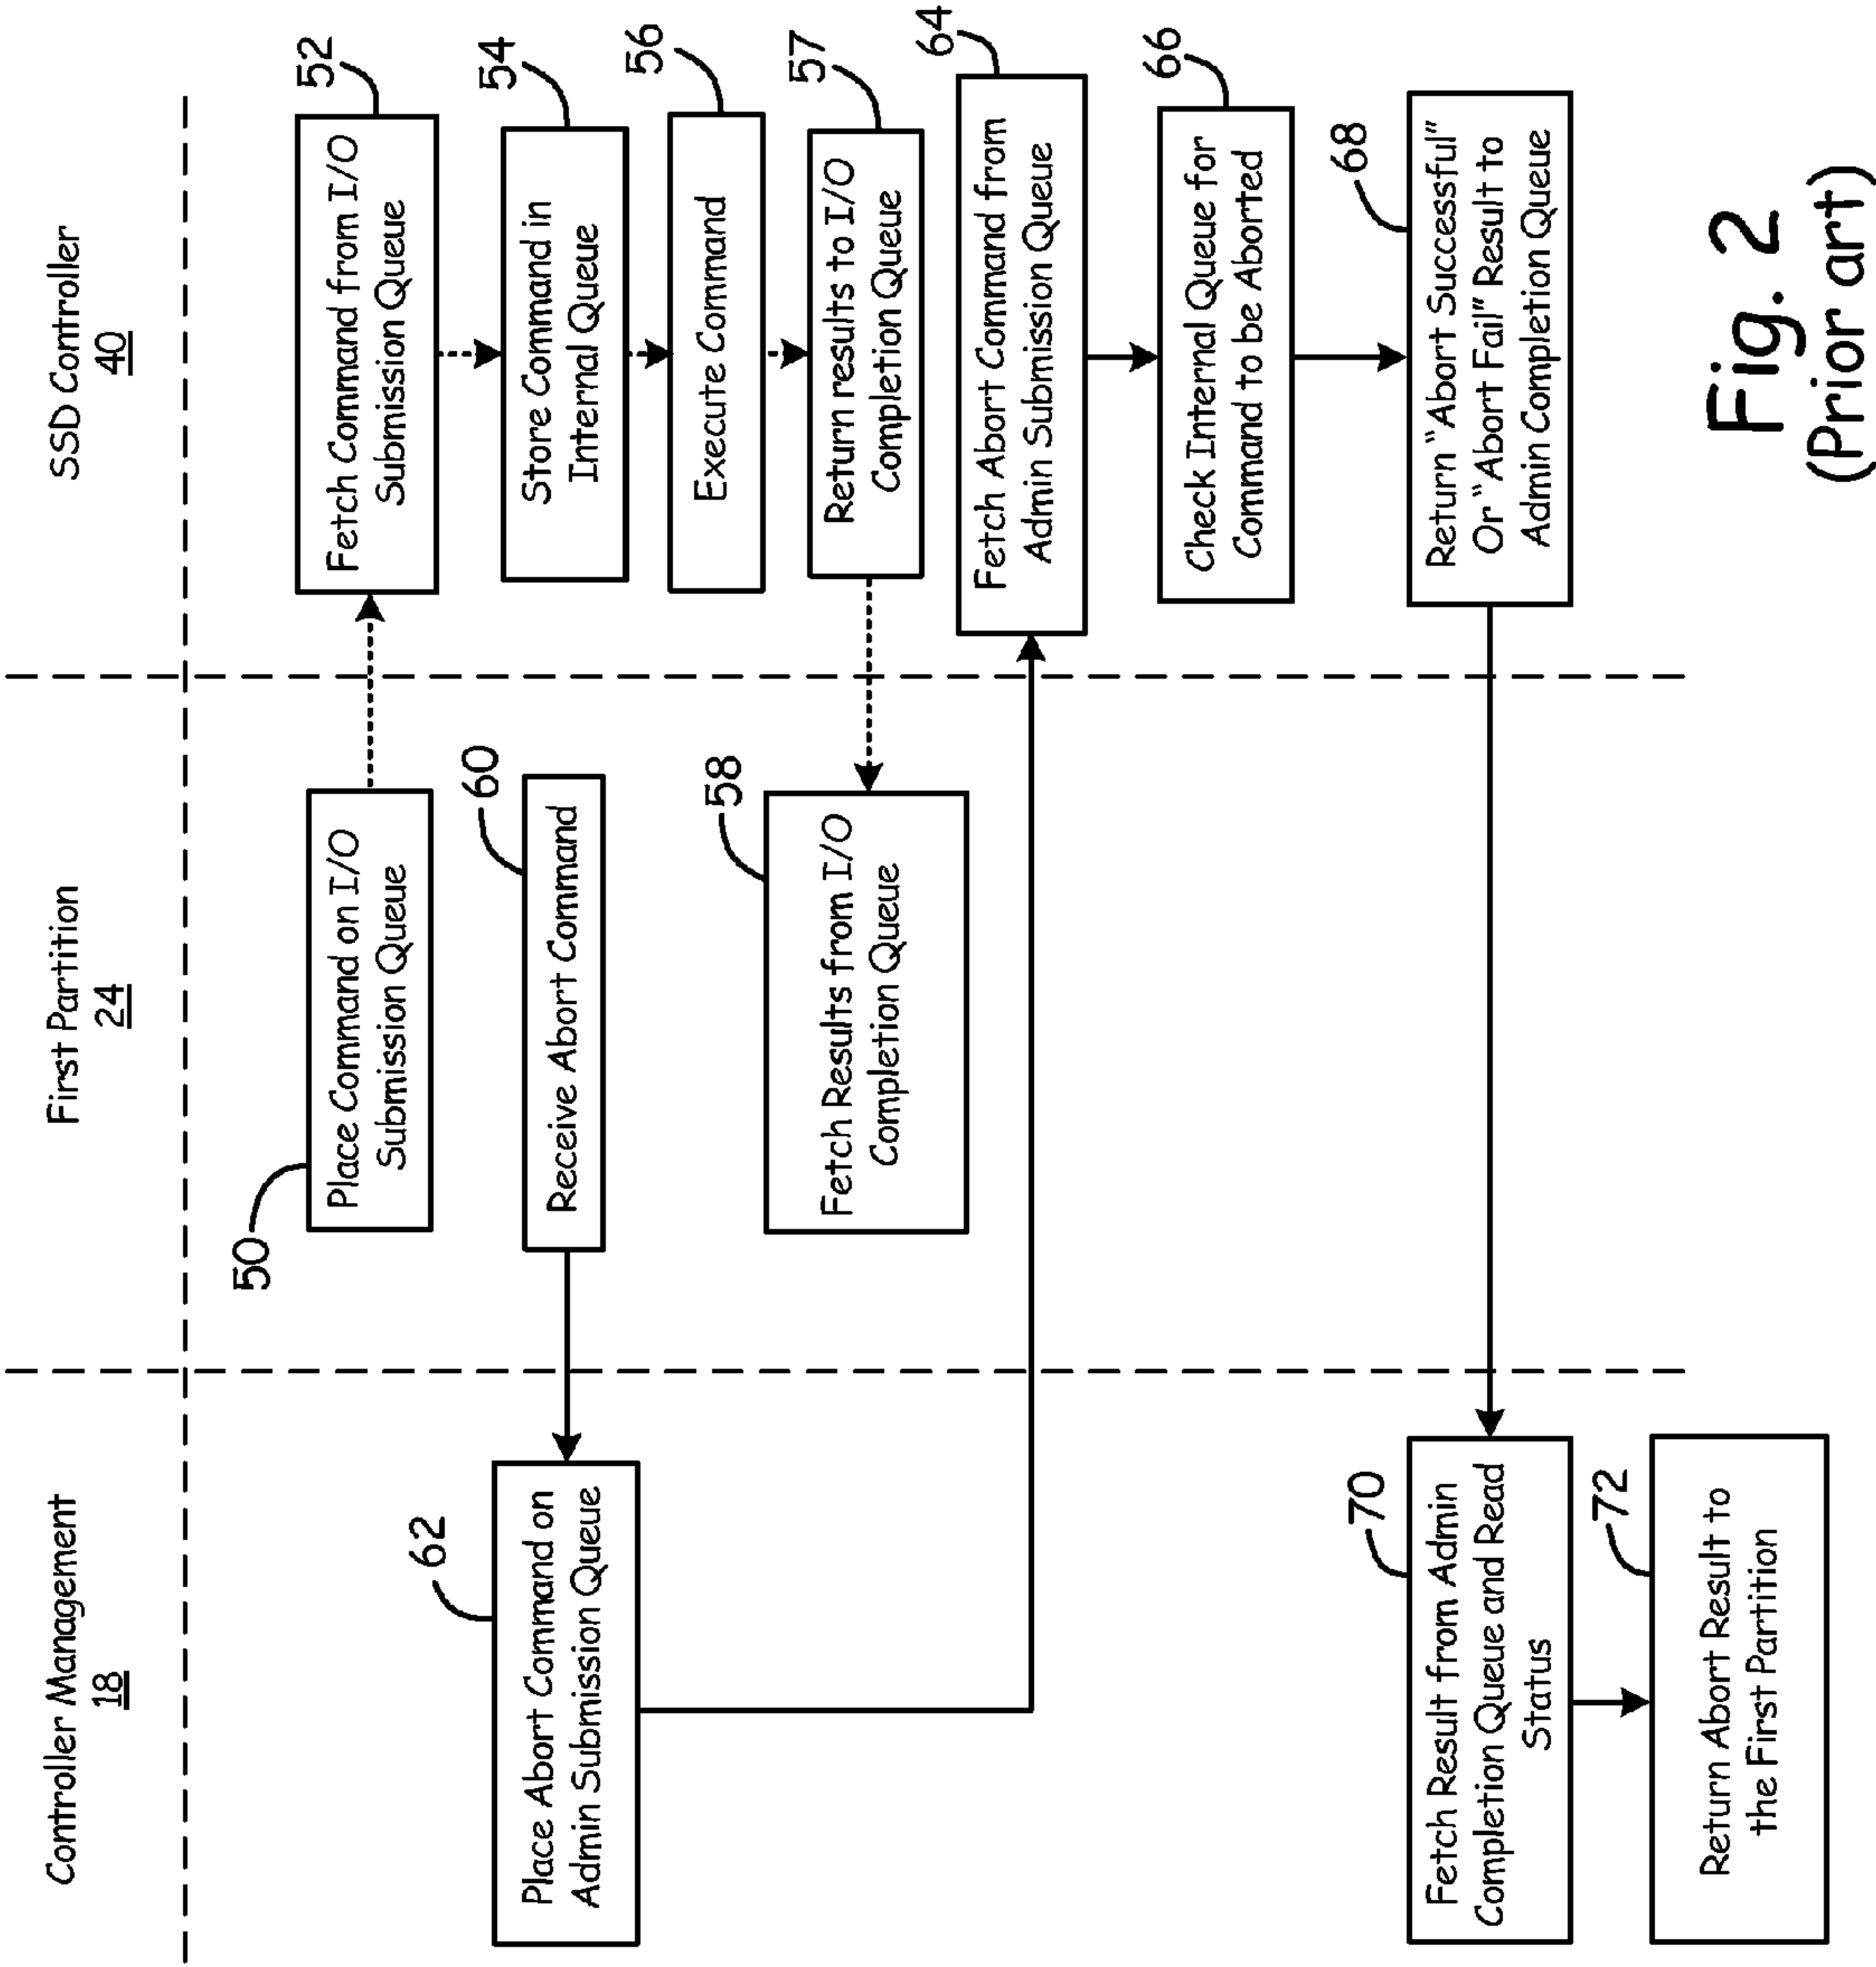 Controller Management
18
First Partition
24
SSD Controller
40
50
Place Command on I/O
Submission Queue
52
Fetch Command from I/O
Submission Queue
54
Store Command in
Internal Queue
56
Execute Command
57
Return results to I/O
Completion Queue
58
Fetch Results from I/O
Completion Queue
60
Receive Abort Command
62
Place Abort Command on
Admin Submission Queue
64
Fetch Abort Command from
Admin Submission Queue
66
Check Internal Queue for
Command to be Aborted
68
Return "Abort Successful"
Or "Abort Fail" Result to
Admin Completion Queue
70
Fetch Result from Admin
Completion Queue and Read
Status
72
Return Abort Result to
the First Partition
Fig. 2
(Prior art)